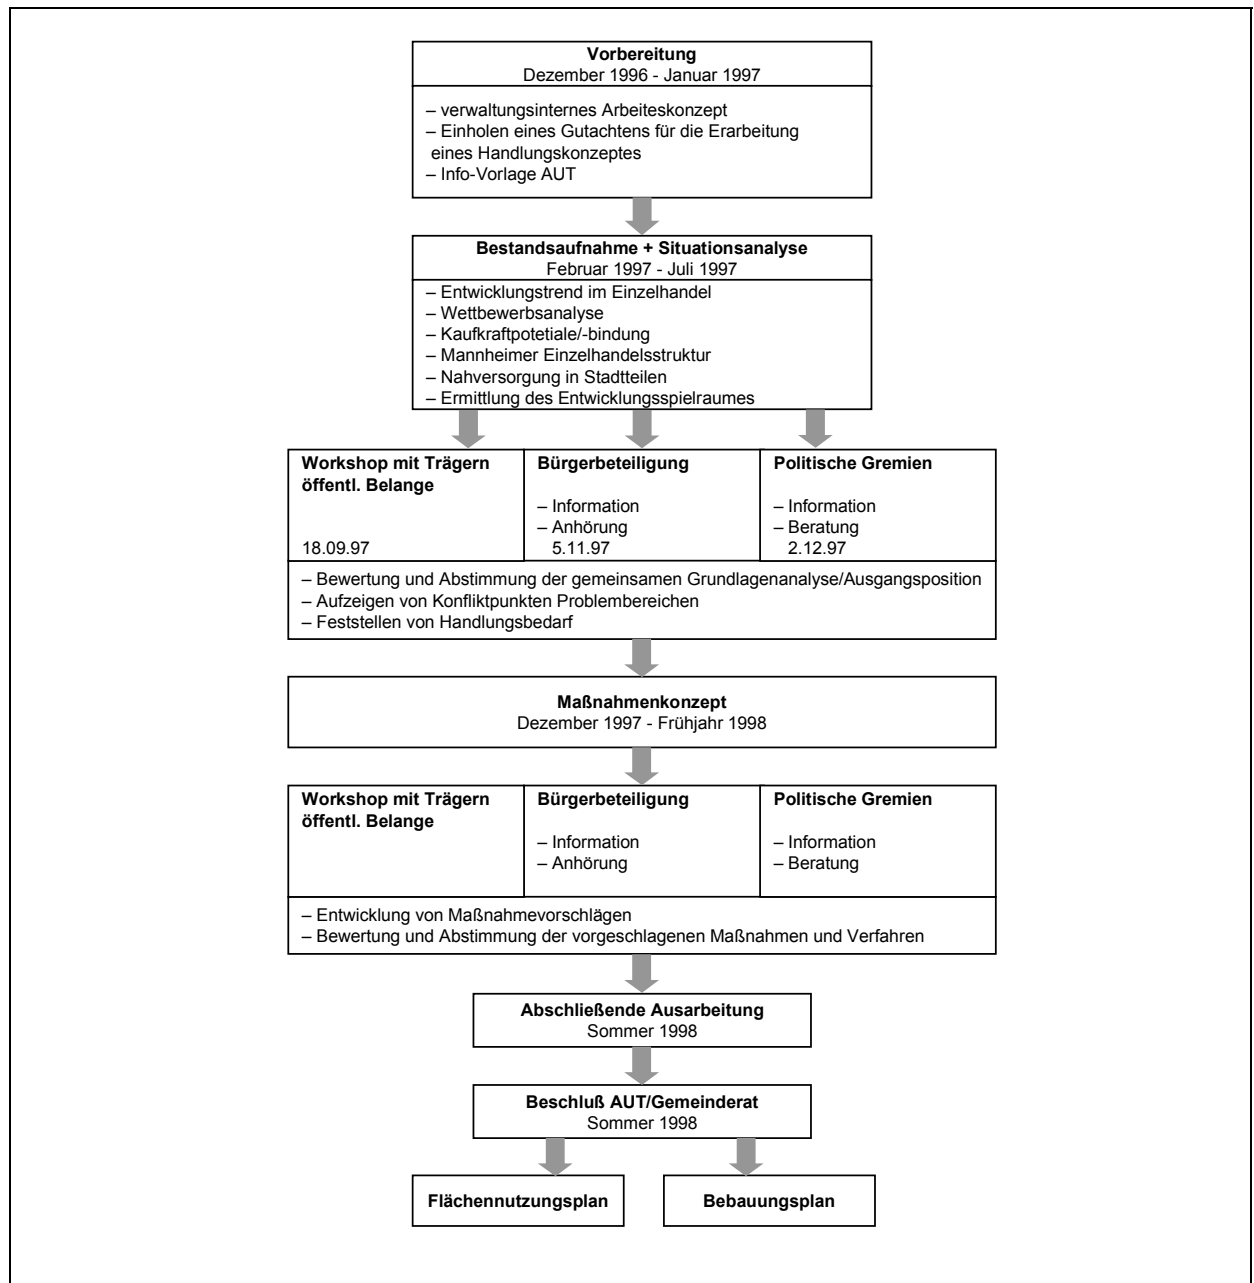 Vorbereitung
Dezember 1996 - Januar 1997
– verwaltungsinternes Arbeiteskonzept
– Einholen eines Gutachtens für die Erarbeitung
eines Handlungskonzeptes
– Info-Vorlage AUT
Bestandsaufnahme + Situationsanalyse
Februar 1997 - Juli 1997
– Entwicklungstrend im Einzelhandel
– Wettbewerbsanalyse
– Kaufkraftpotetiale/-bindung
– Mannheimer Einzelhandelsstruktur
– Nahversorgung in Stadtteilen
– Ermittlung des Entwicklungsspielraumes
Workshop mit Trägern
öffentl. Belange
18.09.97
Bürgerbeteiligung
– Information
– Anhörung
5.11.97
Politische Gremien
– Information
– Beratung
2.12.97
– Bewertung und Abstimmung der gemeinsamen Grundlagenanalyse/Ausgangsposition
– Aufzeigen von Konfliktpunkten Problembereichen
– Feststellen von Handlungsbedarf
Maßnahmenkonzept
Dezember 1997 - Frühjahr 1998
Workshop mit Trägern
öffentl. Belange
Bürgerbeteiligung
– Information
– Anhörung
Politische Gremien
– Information
– Beratung
– Entwicklung von Maßnahmevorschlägen
– Bewertung und Abstimmung der vorgeschlagenen Maßnahmen und Verfahren
Abschließende Ausarbeitung
Sommer 1998
Beschluß AUT/Gemeinderat
Sommer 1998
Flächennutzungsplan
Bebauungsplan